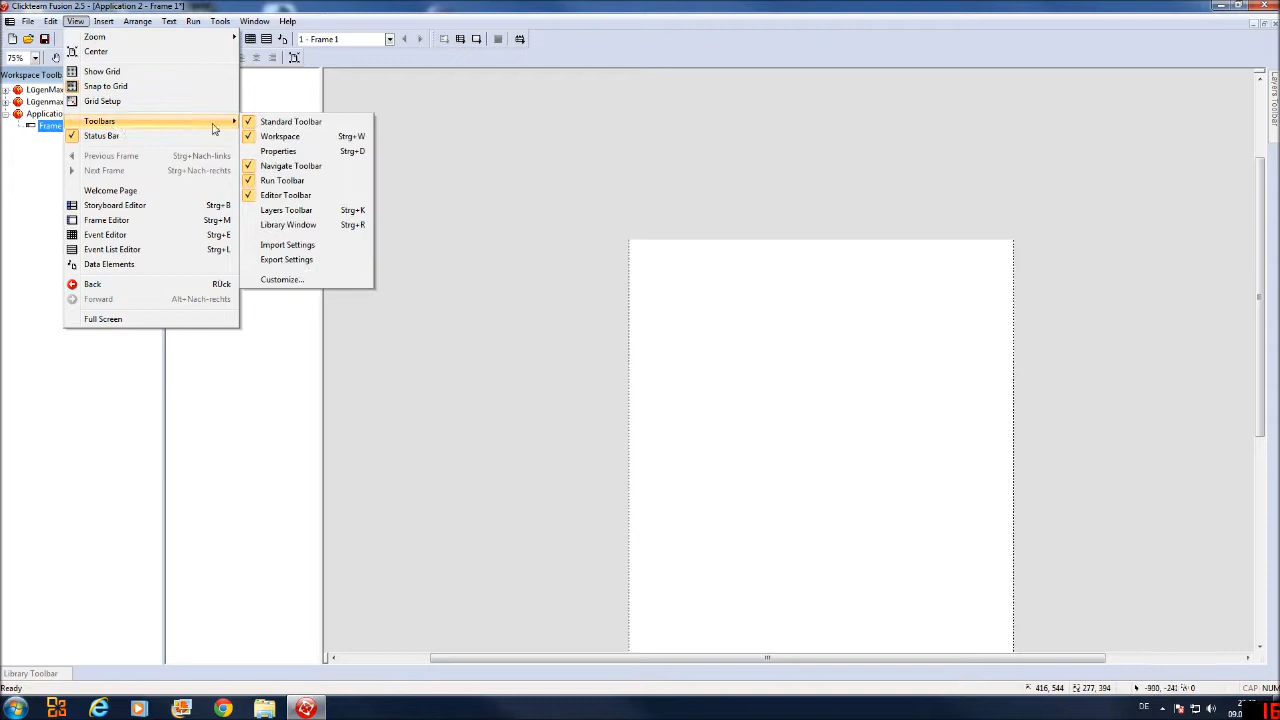 Clickteam Fusion 2.5 - [Application 2 - Frame 1*]
File Edit View Insert Arrange Text Run Tools Window Help
1 - Frame 1
75%
Workspace Toolb
LügenMax
Lügenmax
Application
Frame
Zoom
Center
Show Grid
Snap to Grid
Grid Setup
Toolbars
Status Bar
Previous Frame Strg+Nach-links
Next Frame Strg+Nach-rechts
Welcome Page
Storyboard Editor Strg+B
Frame Editor Strg+M
Event Editor Strg+E
Event List Editor Strg+L
Data Elements
Back RÜck
Forward Alt+Nach-rechts
Full Screen
Standard Toolbar
Workspace Strg+W
Properties Strg+D
Navigate Toolbar
Run Toolbar
Editor Toolbar
Layers Toolbar Strg+K
Library Window Strg+R
Import Settings
Export Settings
Customize...
Layers Toolbar
Library Toolbar
Ready 416, 544 277, 394 CAP NUM
DE
16